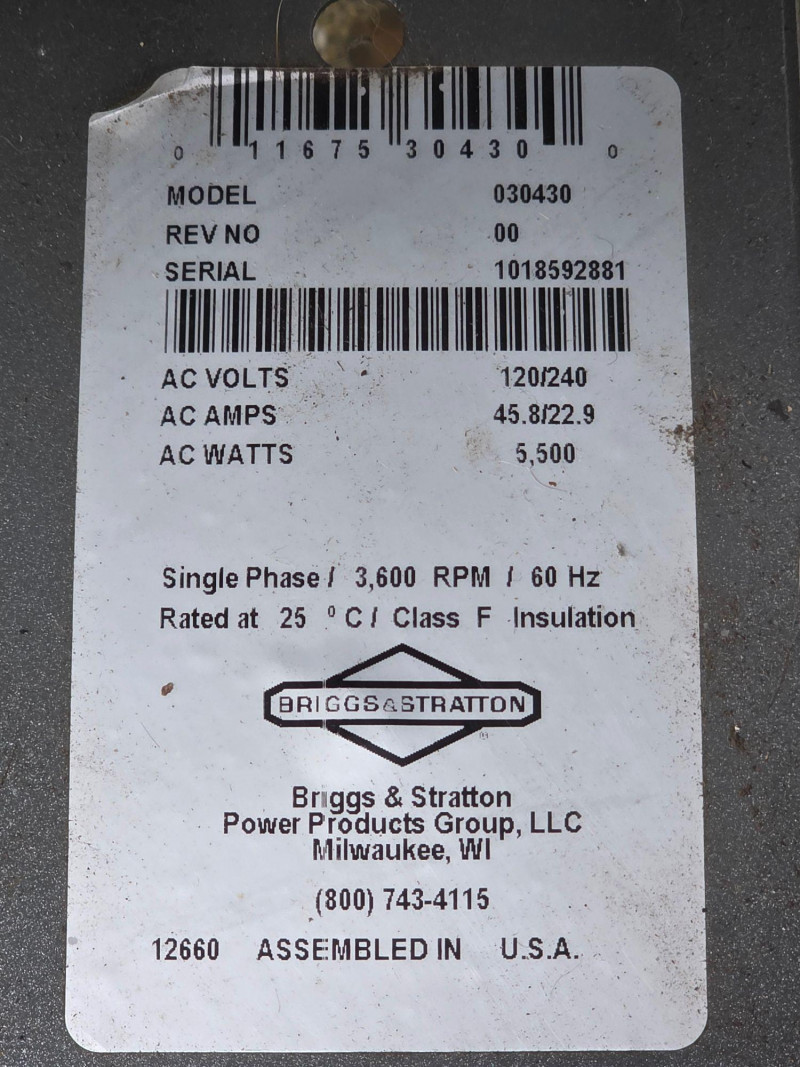 0 11675 30430 0
MODEL 030430
REV NO 00
SERIAL 1018592881
AC VOLTS 120/240
AC AMPS 45.8/22.9
AC WATTS 5,500
Single Phase / 3,600 RPM / 60 Hz
Rated at 25 ⁰ C / Class F Insulation
BRIGGS&STRATTON
®
Briggs & Stratton
Power Products Group, LLC
Milwaukee, WI
(800) 743-4115
12660 ASSEMBLED IN U.S.A.